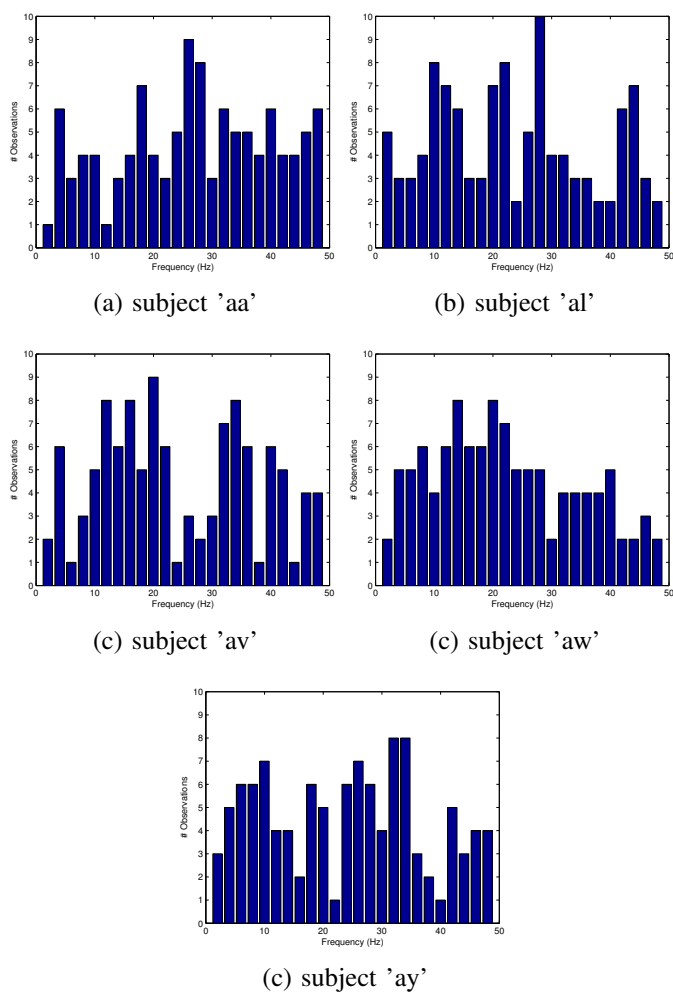 10
9
8
7
6
5
4
3
2
1
0
# Observations
0 10 20 30 40 50
Frequency (Hz)
(a) subject 'aa'
10
9
8
7
6
5
4
3
2
1
0
# Observations
0 10 20 30 40 50
Frequency (Hz)
(b) subject 'al'
10
9
8
7
6
5
4
3
2
1
0
# Observations
0 10 20 30 40 50
Frequency (Hz)
(c) subject 'av'
10
9
8
7
6
5
4
3
2
1
0
# Observations
0 10 20 30 40 50
Frequency (Hz)
(c) subject 'aw'
10
9
8
7
6
5
4
3
2
1
0
# Observations
0 10 20 30 40 50
Frequency (Hz)
(c) subject 'ay'